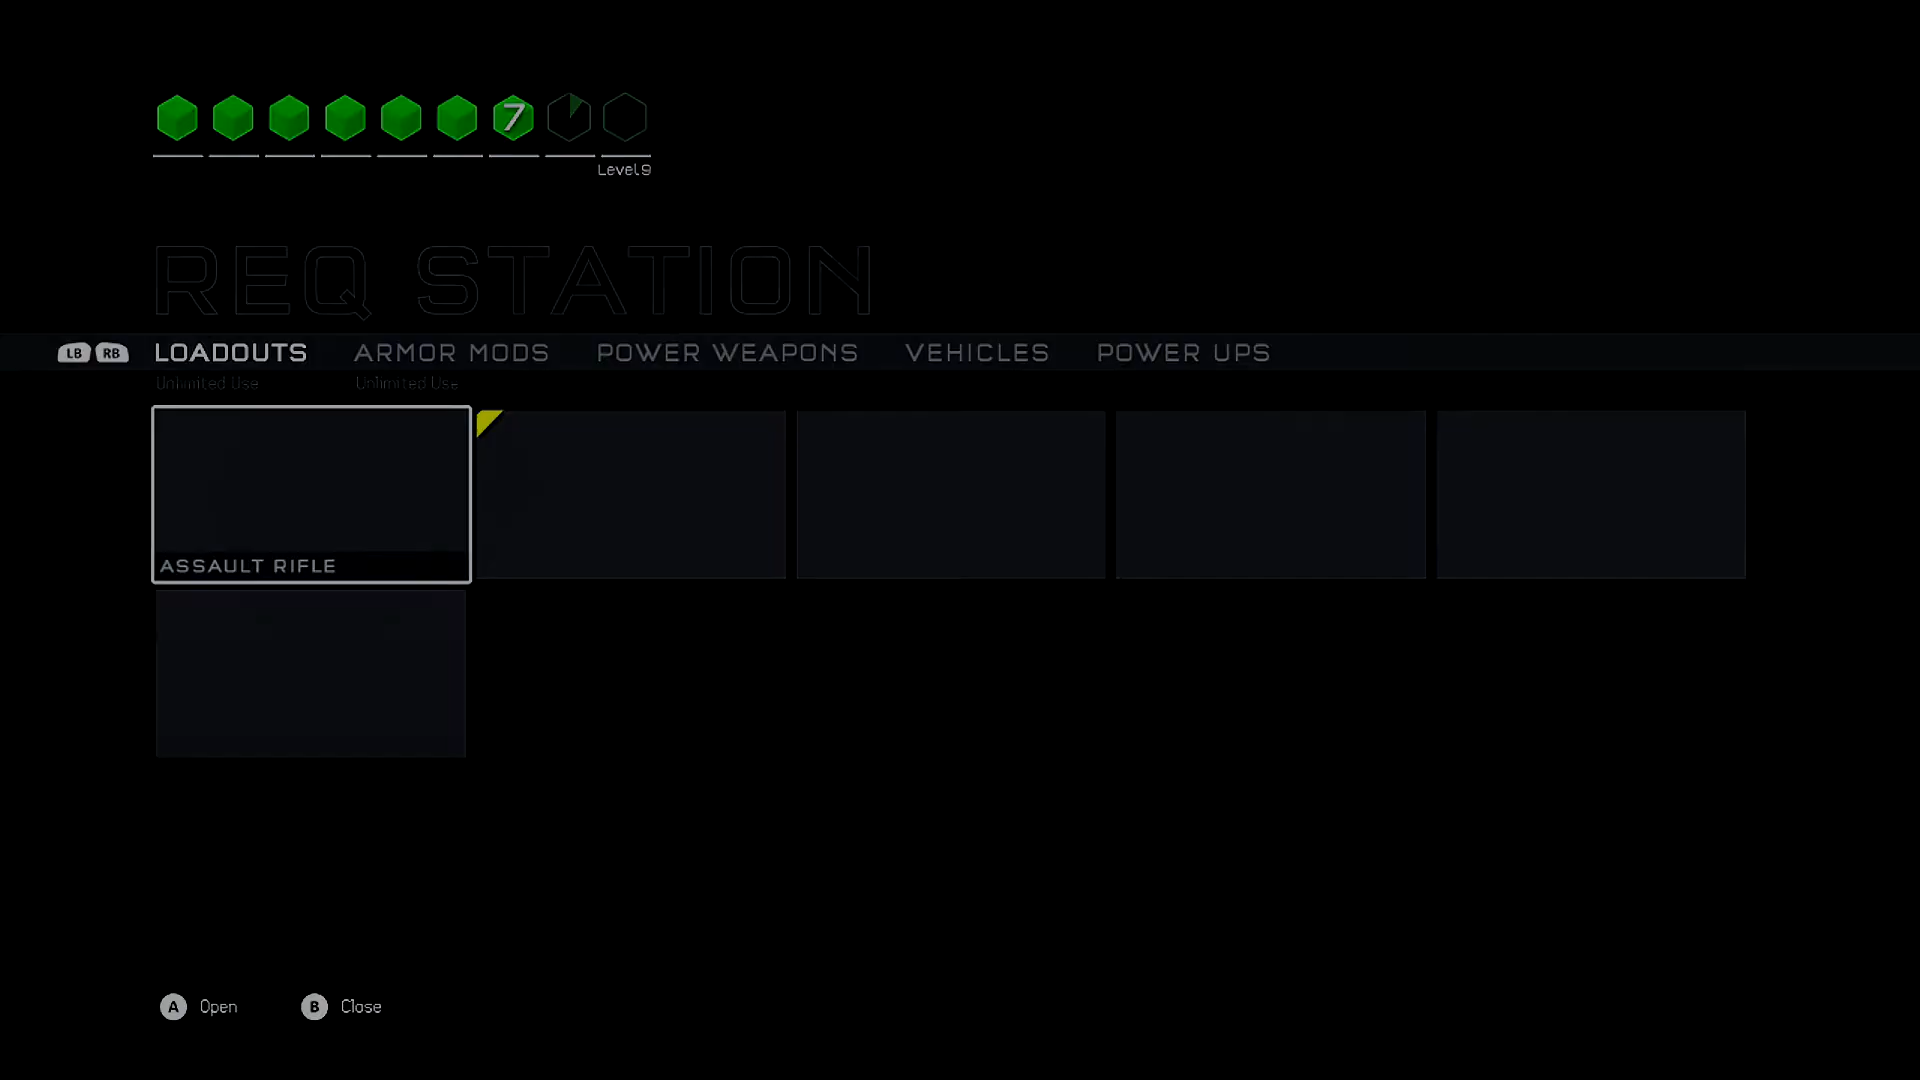 7
Level 9
REQ STATION
LB RB LOADOUTS ARMOR MODS POWER WEAPONS VEHICLES POWER UPS
Unlimited Use Unlimited Use
ASSAULT RIFLE
A Open B Close